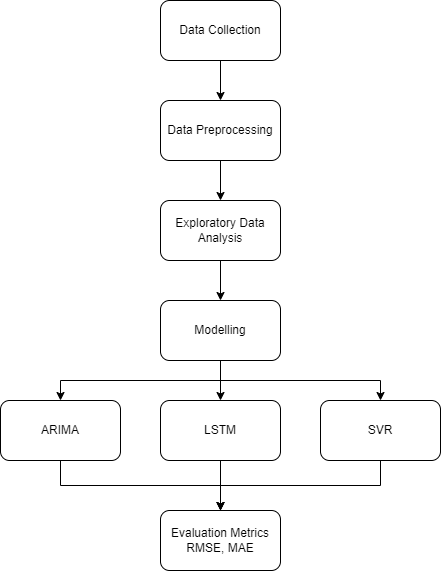 Data Collection
Data Preprocessing
Exploratory Data
Analysis
Modelling
ARIMA
LSTM
SVR
Evaluation Metrics
RMSE, MAE